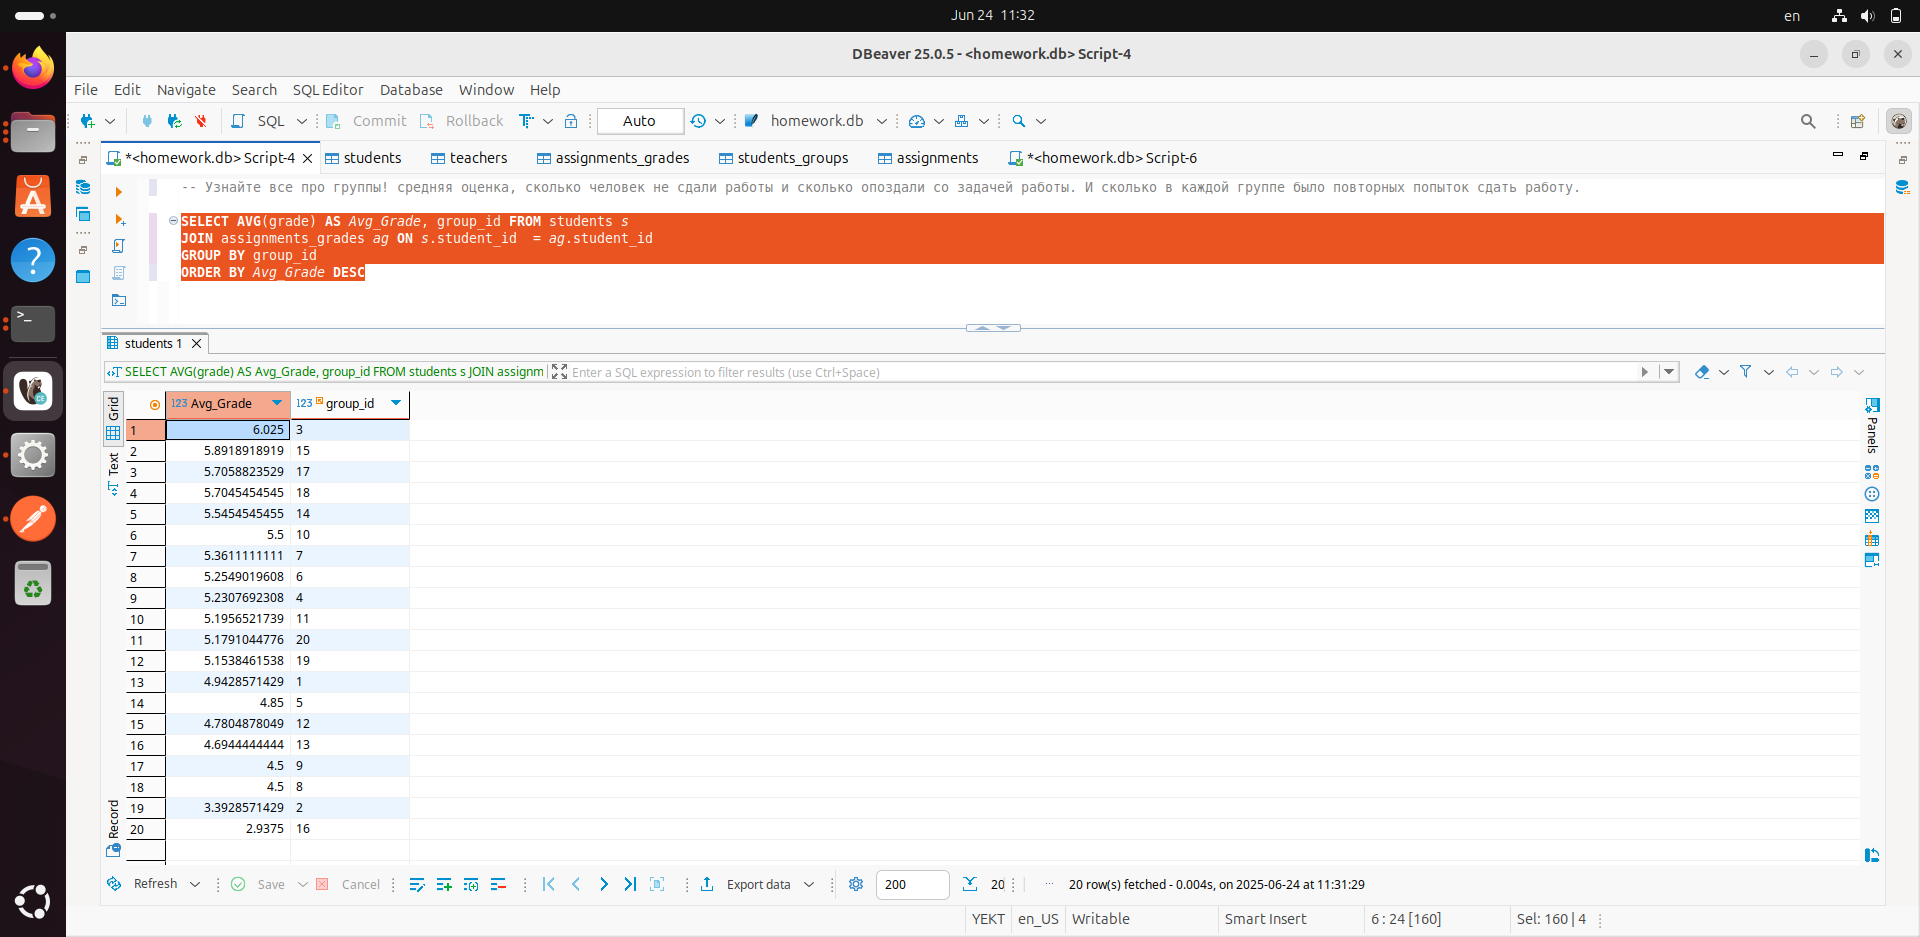 Jun 24 11:32
en
DBeaver 25.0.5 - <homework.db> Script-4
File Edit Navigate Search SQL Editor Database Window Help
SQL Commit Rollback Auto homework.db
*<homework.db> Script-4 students teachers assignments_grades students_groups assignments *<homework.db> Script-6
-- Узнайте все про группы! средняя оценка, сколько человек не сдали работы и сколько опоздали со задачей работы. И сколько в каждой группе было повторных попыток сдать работу.
SELECT AVG(grade) AS Avg_Grade, group_id FROM students s
JOIN assignments_grades ag ON s.student_id = ag.student_id
GROUP BY group_id
ORDER BY Avg_Grade DESC
students 1
SELECT AVG(grade) AS Avg_Grade, group_id FROM students s JOIN assignm
Enter a SQL expression to filter results (use Ctrl+Space)
Grid
Text
Record
Panels
123 Avg_Grade 123 group_id
1 6.025 3
2 5.8918918919 15
3 5.7058823529 17
4 5.7045454545 18
5 5.5454545455 14
6 5.5 10
7 5.3611111111 7
8 5.2549019608 6
9 5.2307692308 4
10 5.1956521739 11
11 5.1791044776 20
12 5.1538461538 19
13 4.9428571429 1
14 4.85 5
15 4.7804878049 12
16 4.6944444444 13
17 4.5 9
18 4.5 8
19 3.3928571429 2
20 2.9375 16
Refresh Save Cancel Export data 200 20 20 row(s) fetched - 0.004s, on 2025-06-24 at 11:31:29
YEKT en_US Writable Smart Insert 6 : 24 [160] Sel: 160 | 4